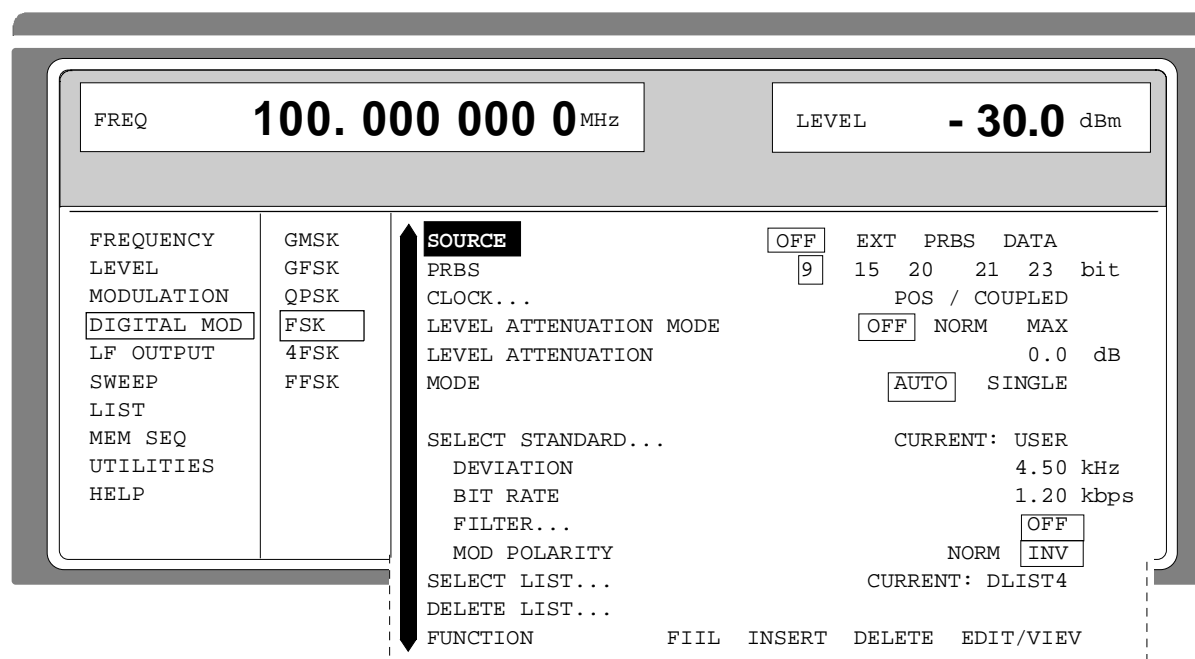 FREQ 100. 000 000 0 MHz LEVEL - 30.0 dBm
FREQUENCY GMSK SOURCE OFF EXT PRBS DATA
LEVEL GFSK PRBS 9 15 20 21 23 bit
MODULATION QPSK CLOCK... POS / COUPLED
DIGITAL MOD FSK LEVEL ATTENUATION MODE OFF NORM MAX
LF OUTPUT 4FSK LEVEL ATTENUATION 0.0 dB
SWEEP FFSK MODE AUTO SINGLE
LIST
MEM SEQ SELECT STANDARD... CURRENT: USER
UTILITIES DEVIATION 4.50 kHz
HELP BIT RATE 1.20 kbps
FILTER... OFF
MOD POLARITY NORM INV
SELECT LIST... CURRENT: DLIST4
DELETE LIST...
FUNCTION FIIL INSERT DELETE EDIT/VIEV